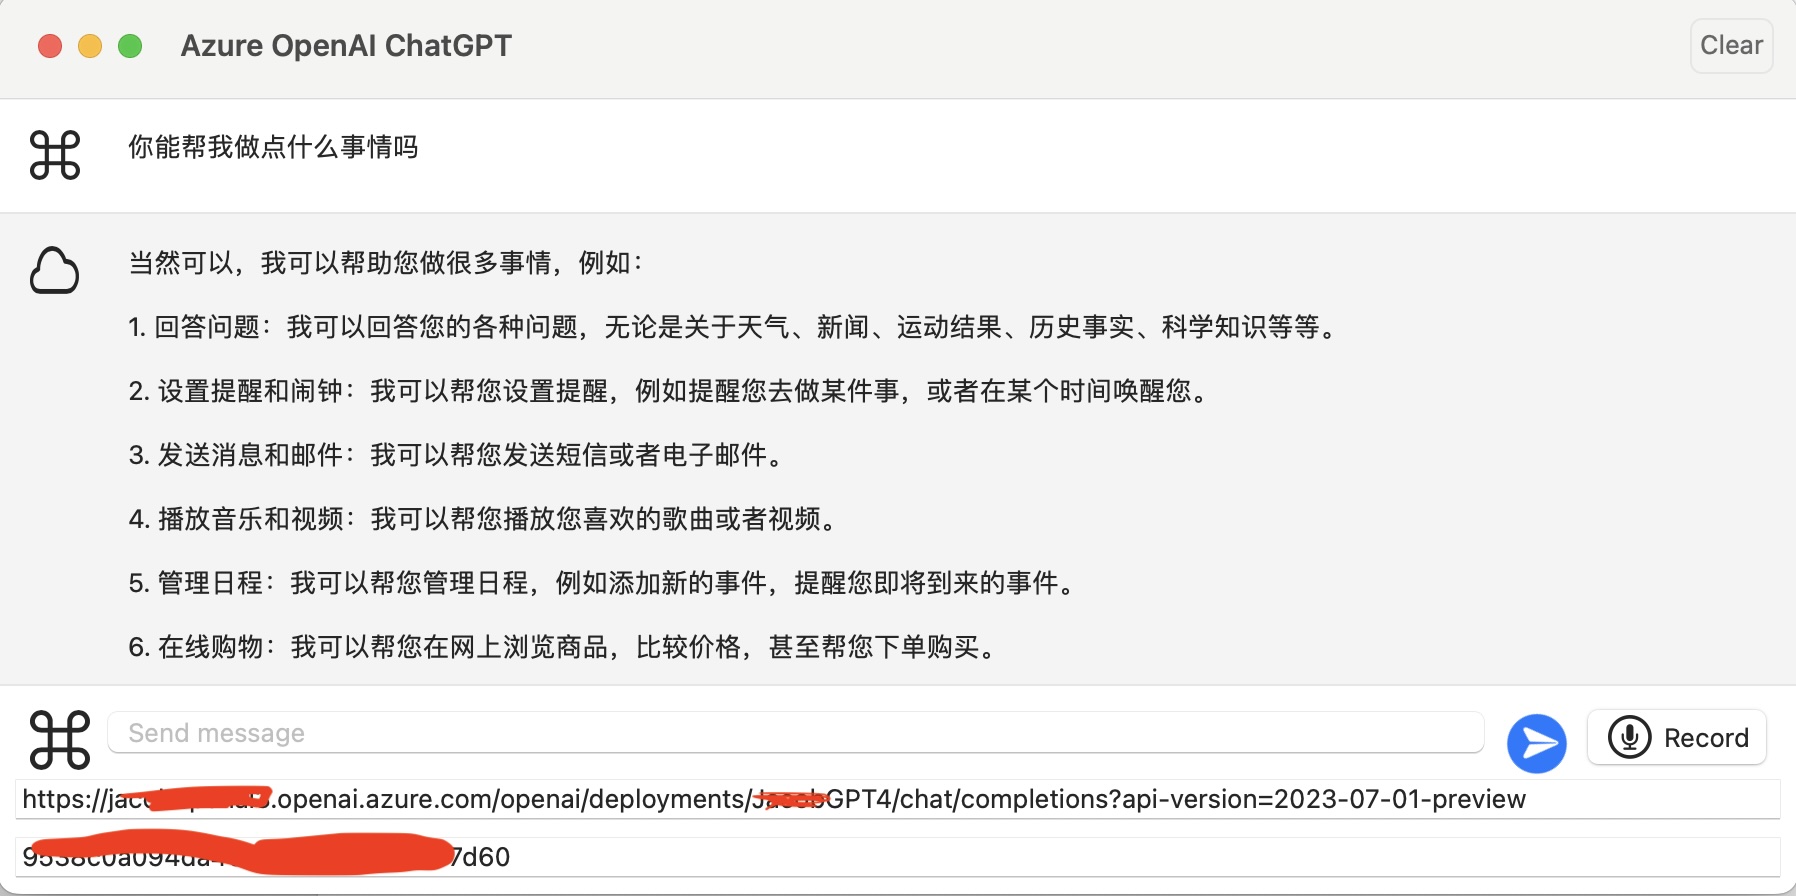 Azure OpenAI ChatGPT
Clear
你能帮我做点什么事情吗
当然可以，我可以帮助您做很多事情，例如：
1. 回答问题：我可以回答您的各种问题，无论是关于天气、新闻、运动结果、历史事实、科学知识等等。
2. 设置提醒和闹钟：我可以帮您设置提醒，例如提醒您去做某件事，或者在某个时间唤醒您。
3. 发送消息和邮件：我可以帮您发送短信或者电子邮件。
4. 播放音乐和视频：我可以帮您播放您喜欢的歌曲或者视频。
5. 管理日程：我可以帮您管理日程，例如添加新的事件，提醒您即将到来的事件。
6. 在线购物：我可以帮您在网上浏览商品，比较价格，甚至帮您下单购买。
Send message
Record
https:// .openai.azure.com/openai/deployments/ GPT4/chat/completions?api-version=2023-07-01-preview
7d60